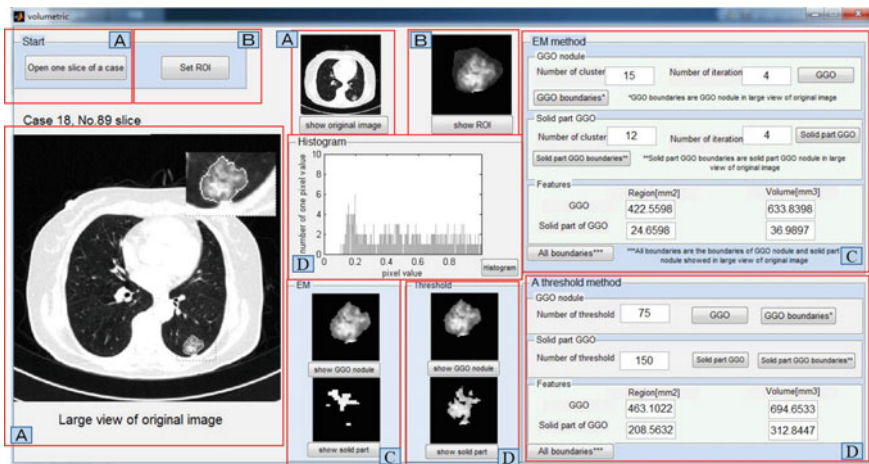 volumetric
Start
A
Open one slice of a case
B
Set ROI
A
show original image
B
show ROI
Case 18, No.89 slice
Large view of original image
A
Histogram
number of one pixel value
10
8
6
4
2
0
0 0.2 0.4 0.6 0.8
pixel value
D
Histogram
EM
show GGO nodule
show sold part
C
Threshold
show GGO nodule
show sold part
D
EM method
GGO nodule
Number of cluster 15 Number of iteration 4 GGO
GGO boundaries* *GGO boundaries are GGO nodule in large view of original image
Solid part GGO
Number of cluster 12 Number of iteration 4 Solid part GGO
Solid part GGO boundaries** **Solid part GGO boundaries are solid part GGO nodule in large
view of original image
Features
Region[mm2] Volume[mm3]
GGO 422.5598 633.8398
Solid part of GGO 24.6598 36.9897
All boundaries*** ***All boundaries are the boundaries of GGO nodule and solid part
nodule showed in large view of original image
C
A threshold method
GGO nodule
Number of threshold 75 GGO GGO boundaries*
Solid part GGO
Number of threshold 150 Solid part GGO Solid part GGO boundaries**
Features
Region[mm2] Volume[mm3]
GGO 463.1022 694.6533
Solid part of GGO 208.5632 312.8447
All boundaries***
D